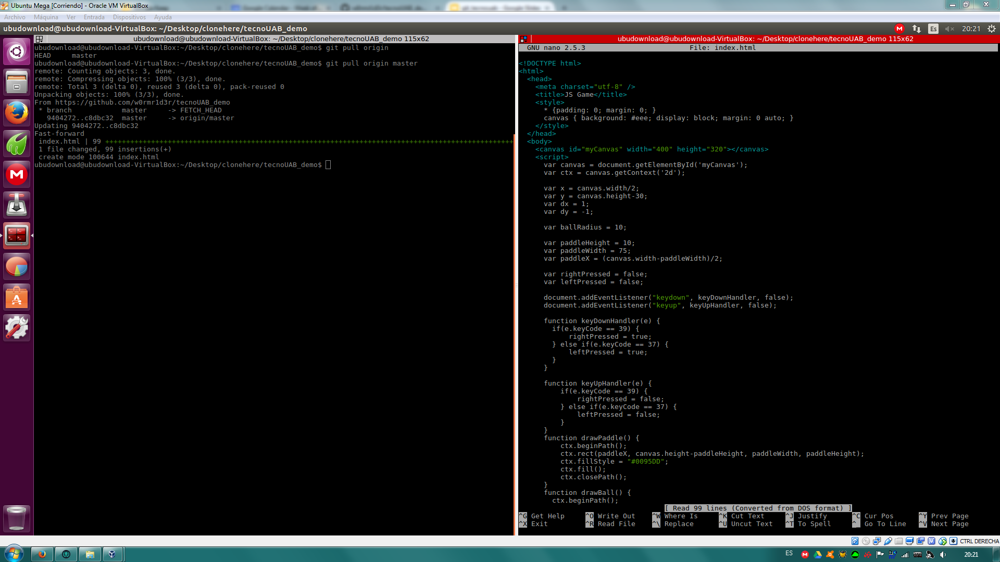 Ubuntu Mega [Corriendo] - Oracle VM VirtualBox
Archivo Máquina Ver Entrada Dispositivos Ayuda
ubudownload@ubudownload-VirtualBox: ~/Desktop/clonehere/tecnoUAB_demo
Es 20:21
ubudownload@ubudownload-VirtualBox: ~/Desktop/clonehere/tecnoUAB_demo 115x62
ubudownload@ubudownload-VirtualBox:~/Desktop/clonehere/tecnoUAB_demo$ git pull origin
HEAD     master
ubudownload@ubudownload-VirtualBox:~/Desktop/clonehere/tecnoUAB_demo$ git pull origin master
remote: Counting objects: 3, done.
remote: Compressing objects: 100% (3/3), done.
remote: Total 3 (delta 0), reused 3 (delta 0), pack-reused 0
Unpacking objects: 100% (3/3), done.
From https://github.com/w0rmr1d3r/tecnoUAB_demo
 * branch            master     -> FETCH_HEAD
   9404272..c8dbc32  master     -> origin/master
Updating 9404272..c8dbc32
Fast-forward
 index.html | 99 ++++++++++++++++++++++++++++++++++++++++++++++++++++++++++++++++++++++++++++++++++++++++++++++++++
 1 file changed, 99 insertions(+)
 create mode 100644 index.html
ubudownload@ubudownload-VirtualBox:~/Desktop/clonehere/tecnoUAB_demo$
ubudownload@ubudownload-VirtualBox: ~/Desktop/clonehere/tecnoUAB_demo 115x62
GNU nano 2.5.3                         File: index.html
<!DOCTYPE html>
<html>
  <head>
    <meta charset="utf-8" />
    <title>JS Game</title>
    <style>
      * {padding: 0; margin: 0; }
      canvas { background: #eee; display: block; margin: 0 auto; }
    </style>
  </head>
  <body>
    <canvas id="myCanvas" width="400" height="320"></canvas>
    <script>
      var canvas = document.getElementById('myCanvas');
      var ctx = canvas.getContext('2d');
      var x = canvas.width/2;
      var y = canvas.height-30;
      var dx = 1;
      var dy = -1;
      var ballRadius = 10;
      var paddleHeight = 10;
      var paddleWidth = 75;
      var paddleX = (canvas.width-paddleWidth)/2;
      var rightPressed = false;
      var leftPressed = false;
      document.addEventListener("keydown", keyDownHandler, false);
      document.addEventListener("keyup", keyUpHandler, false);
      function keyDownHandler(e) {
        if(e.keyCode == 39) {
            rightPressed = true;
        } else if(e.keyCode == 37) {
            leftPressed = true;
        }
      }
      function keyUpHandler(e) {
          if(e.keyCode == 39) {
              rightPressed = false;
          } else if(e.keyCode == 37) {
              leftPressed = false;
          }
      }
      function drawPaddle() {
          ctx.beginPath();
          ctx.rect(paddleX, canvas.height-paddleHeight, paddleWidth, paddleHeight);
          ctx.fillStyle = "#0095DD";
          ctx.fill();
          ctx.closePath();
      }
      function drawBall() {
        ctx.beginPath();
[ Read 99 lines (Converted from DOS format) ]
^G Get Help  ^O Write Out  ^W Where Is  ^K Cut Text  ^J Justify  ^C Cur Pos  ^Y Prev Page
^X Exit  ^R Read File  ^\ Replace  ^U Uncut Text  ^T To Spell  ^_ Go To Line  ^V Next Page
CTRL DERECHA
ES 20:21